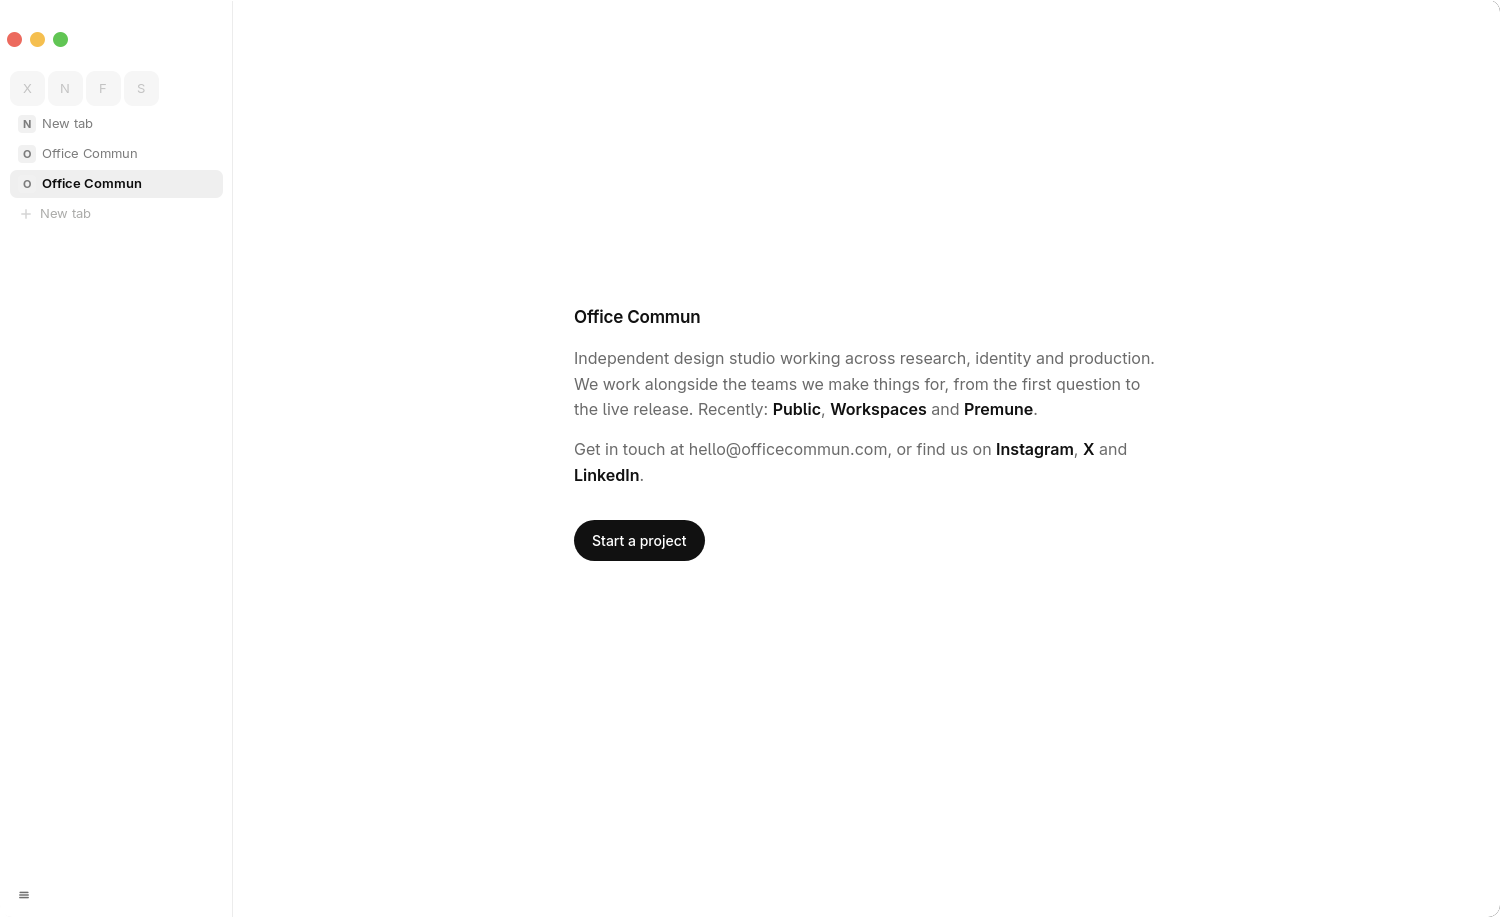 X N F S
N New tab
O Office Commun
O Office Commun
+ New tab
Office Commun
Independent design studio working across research, identity and production.
We work alongside the teams we make things for, from the first question to
the live release. Recently: Public, Workspaces and Premune.
Get in touch at hello@officecommun.com, or find us on Instagram, X and
LinkedIn.
Start a project